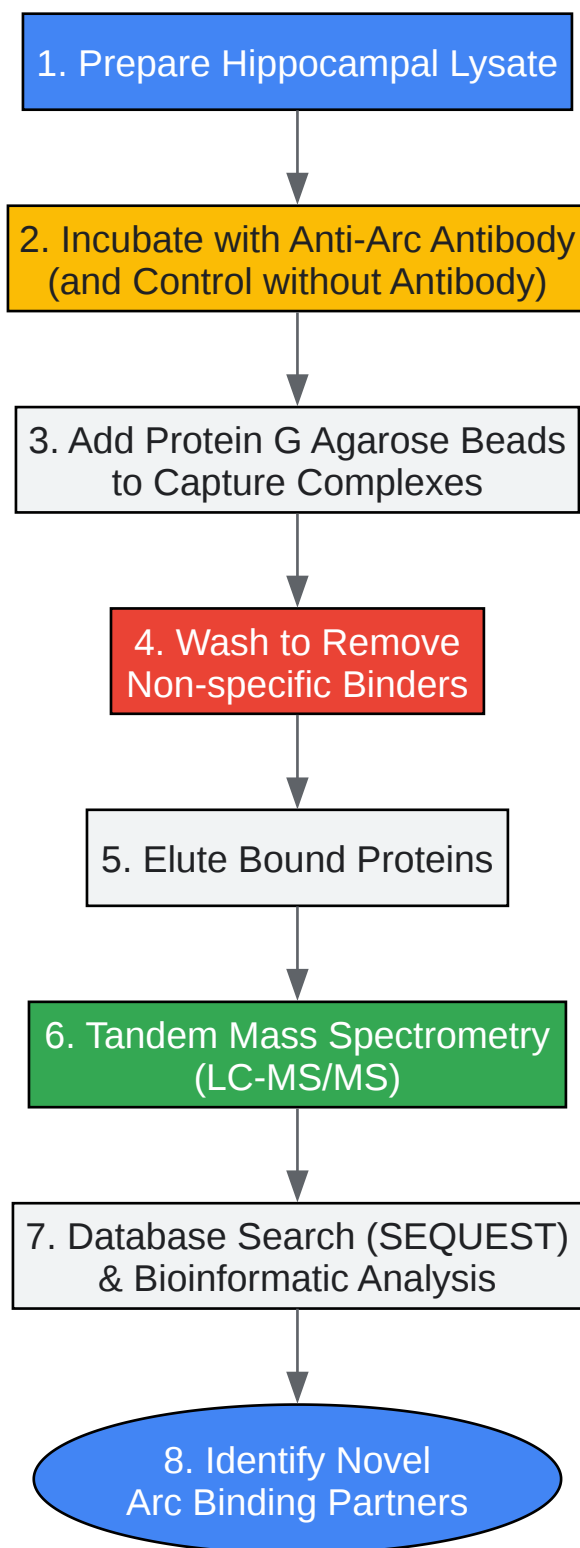 1. Prepare Hippocampal Lysate
2. Incubate with Anti-Arc Antibody
(and Control without Antibody)
3. Add Protein G Agarose Beads
to Capture Complexes
4. Wash to Remove
Non-specific Binders
5. Elute Bound Proteins
6. Tandem Mass Spectrometry
(LC-MS/MS)
7. Database Search (SEQUEST)
& Bioinformatic Analysis
8. Identify Novel
Arc Binding Partners